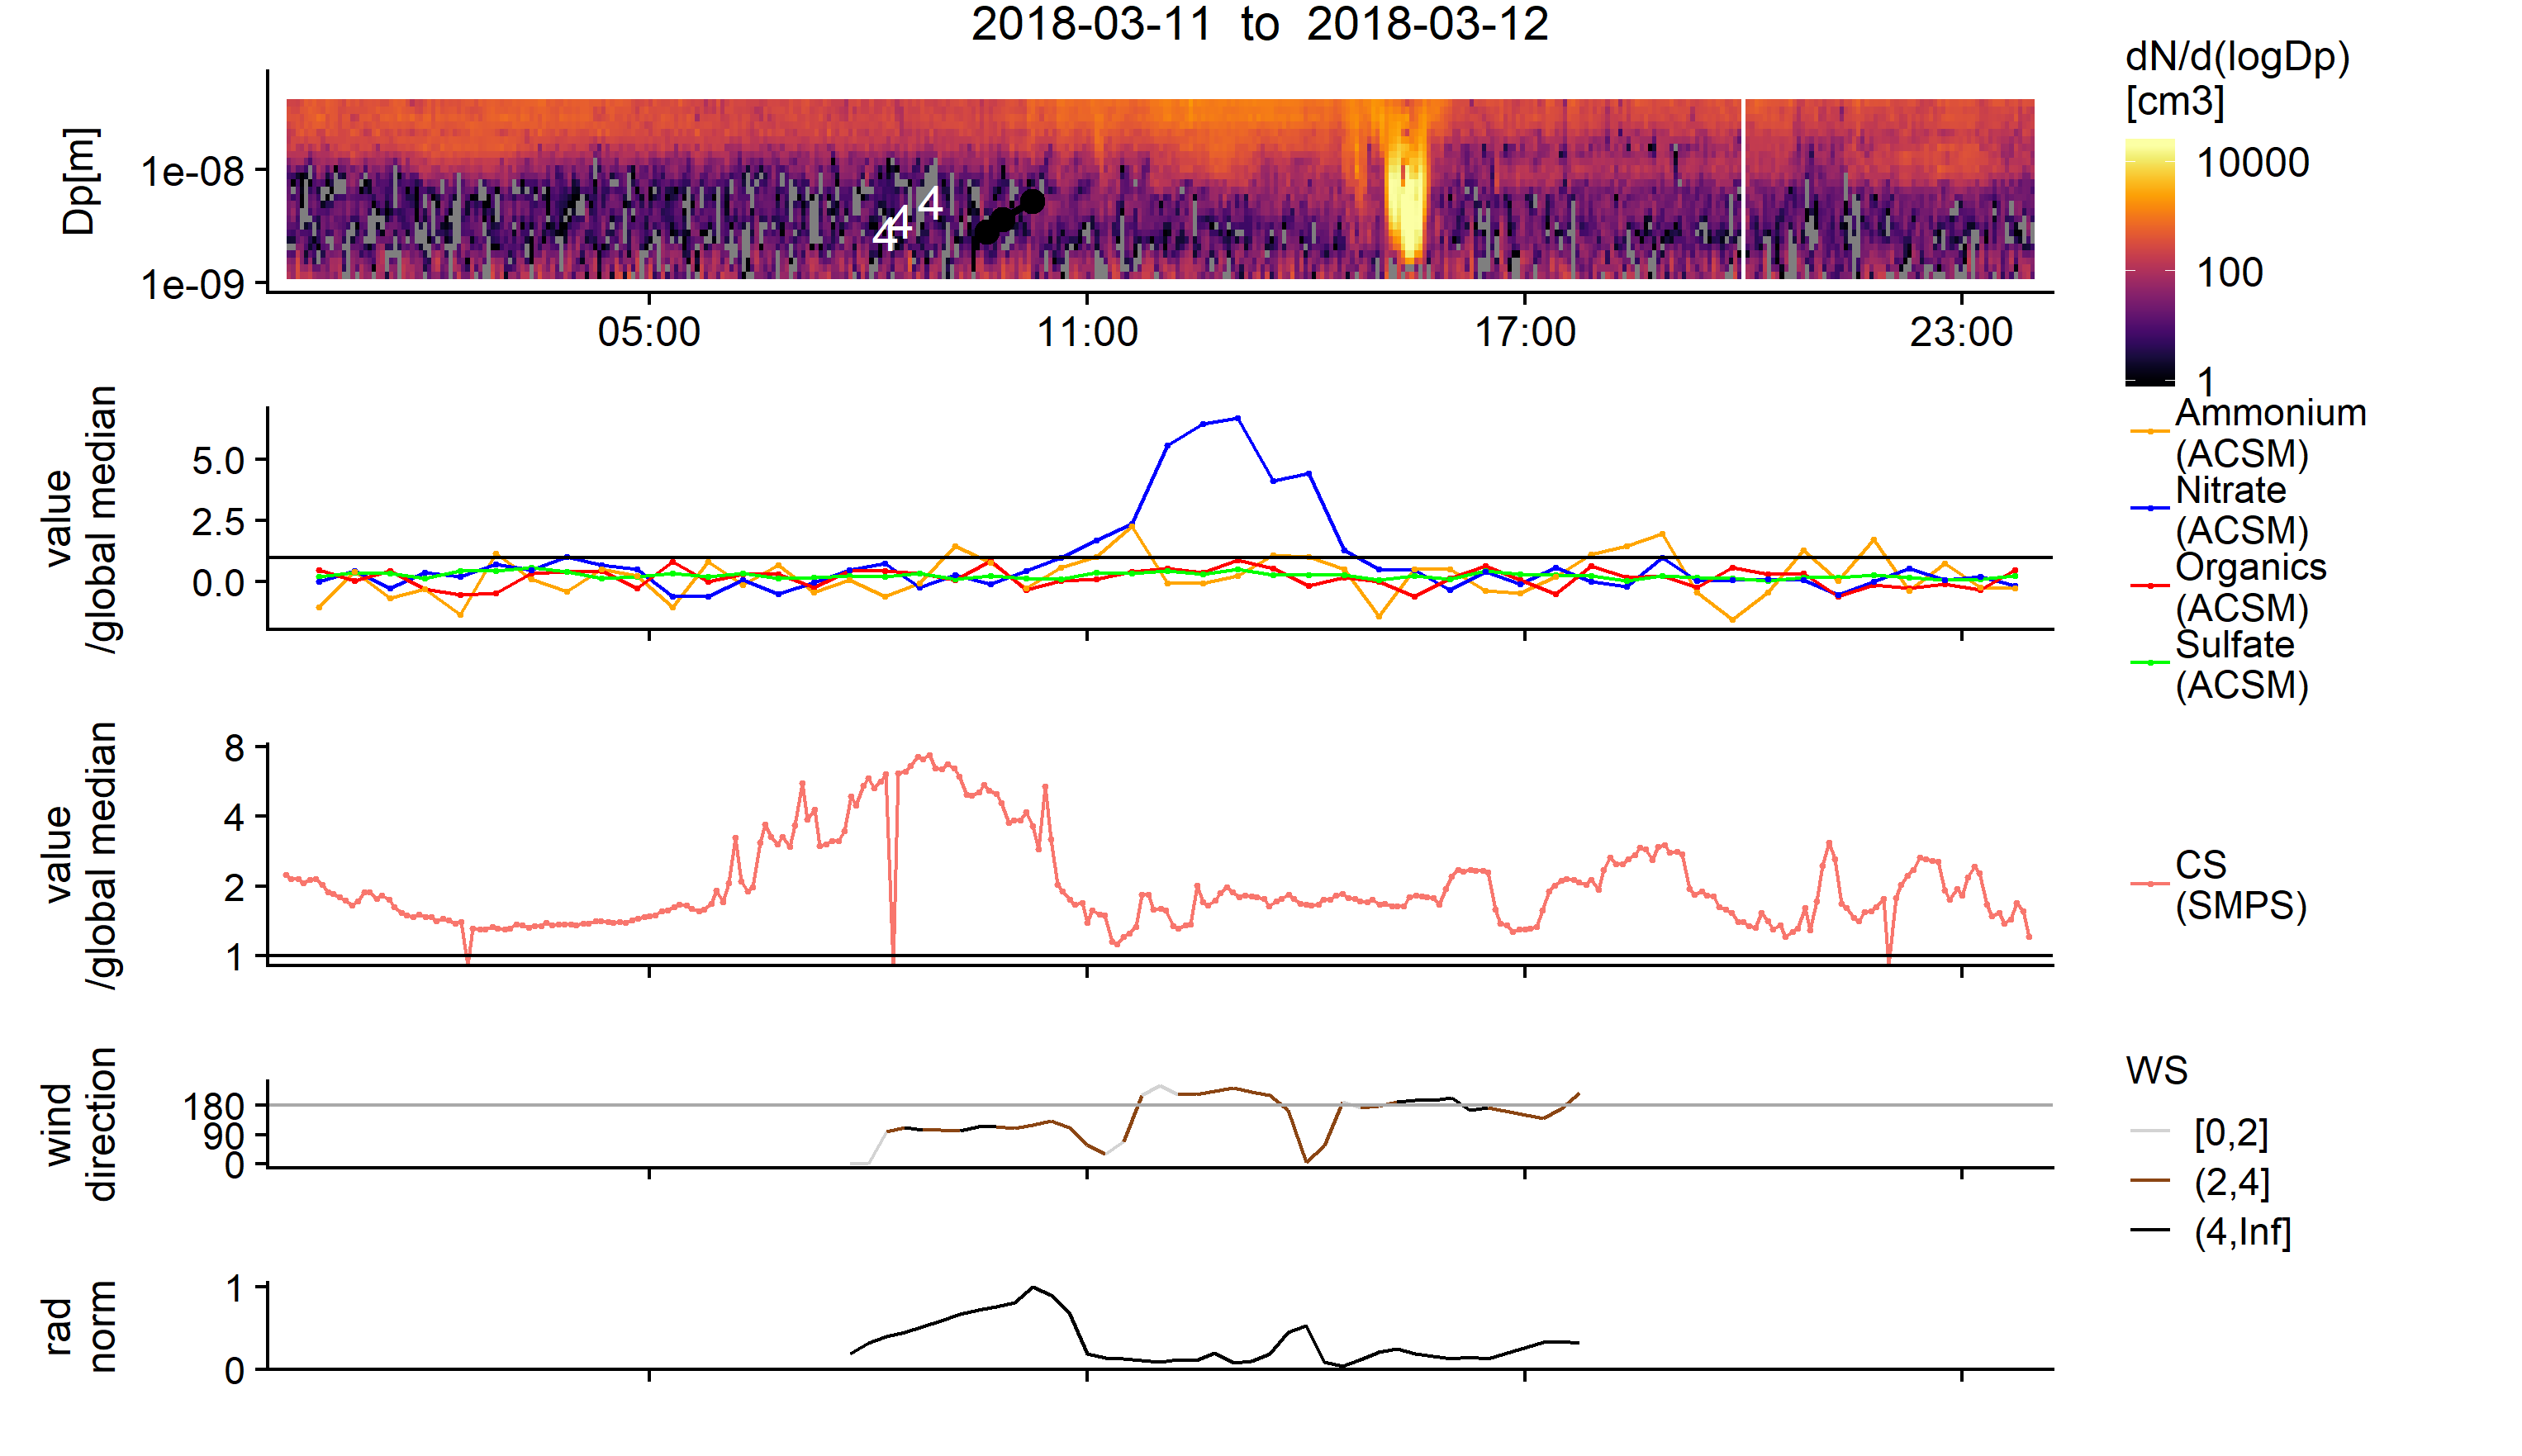 2018-03-11 to 2018-03-12
dN/d(logDp)
[cm3]
10000
100
1
Dp[m]
1e-08
1e-09
4
4
4
05:00
11:00
17:00
23:00
value
/global median
5.0
2.5
0.0
Ammonium
(ACSM)
Nitrate
(ACSM)
Organics
(ACSM)
Sulfate
(ACSM)
value
/global median
8
4
2
1
CS
(SMPS)
wind
direction
180
90
0
WS
[0,2]
(2,4]
(4,Inf]
rad
norm
1
0